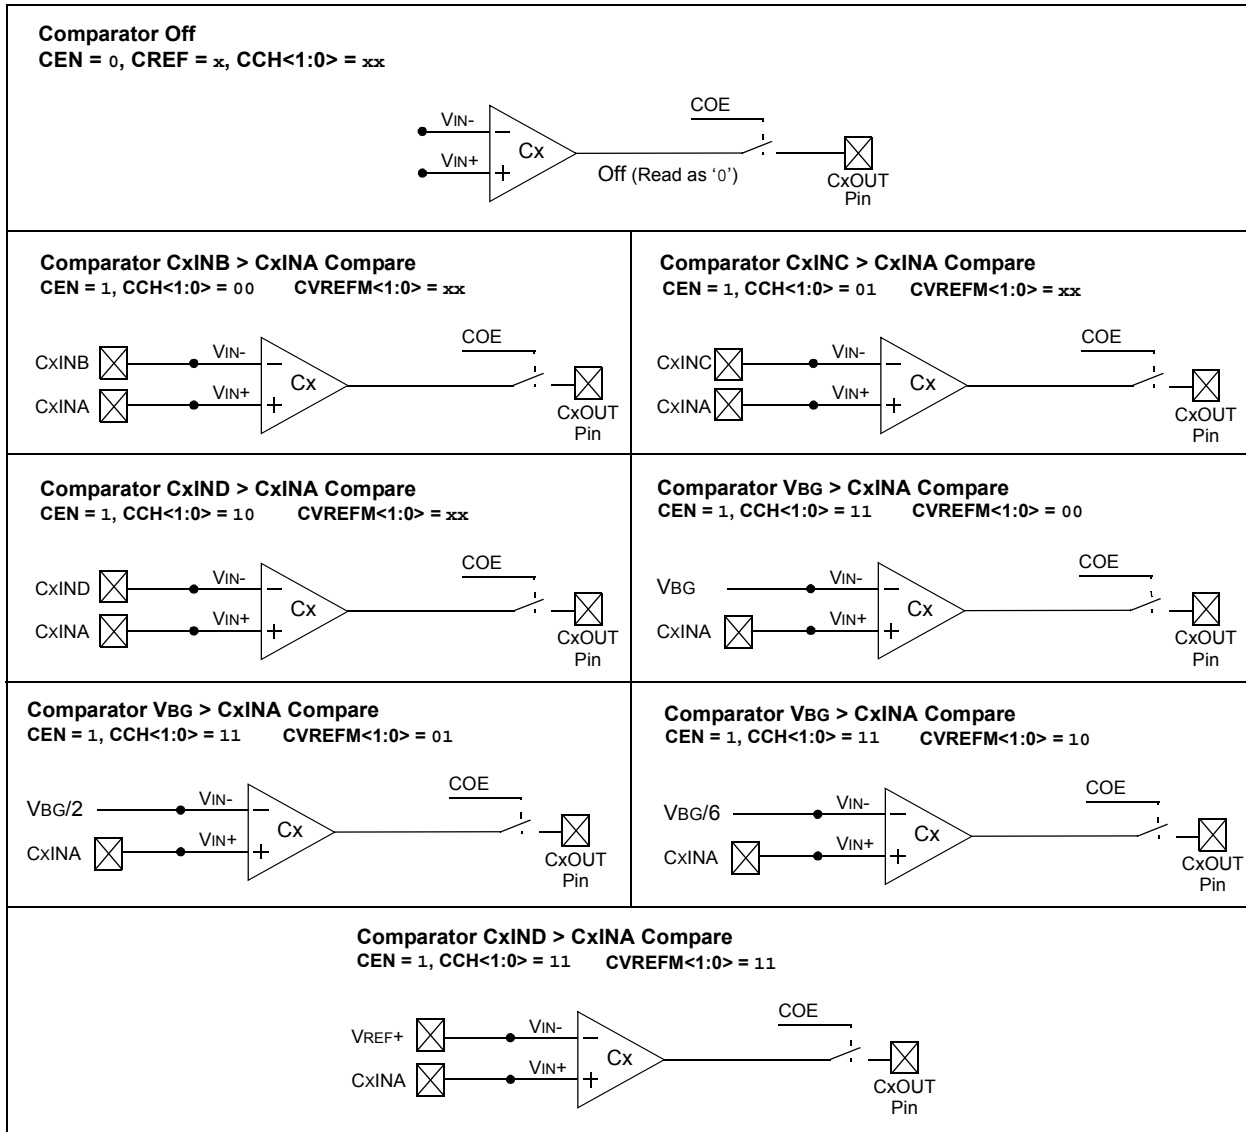 Comparator Off
CEN = 0, CREF = x, CCH<1:0> = xx
COE
VIN-
VIN+
−
+
Cx
Off (Read as ‘0’)
CxOUT
Pin
Comparator CxINB > CxINA Compare
CEN = 1, CCH<1:0> = 00 CVREFM<1:0> = xx
COE
CxINB
VIN-
−
Cx
CxINA
VIN+
+
CxOUT
Pin
Comparator CxINC > CxINA Compare
CEN = 1, CCH<1:0> = 01 CVREFM<1:0> = xx
COE
CxINC
VIN-
−
Cx
CxINA
VIN+
+
CxOUT
Pin
Comparator CxIND > CxINA Compare
CEN = 1, CCH<1:0> = 10 CVREFM<1:0> = xx
COE
CxIND
VIN-
−
Cx
CxINA
VIN+
+
CxOUT
Pin
Comparator VBG > CxINA Compare
CEN = 1, CCH<1:0> = 11 CVREFM<1:0> = 00
COE
VBG
VIN-
−
Cx
CxINA
VIN+
+
CxOUT
Pin
Comparator VBG > CxINA Compare
CEN = 1, CCH<1:0> = 11 CVREFM<1:0> = 01
COE
VBG/2
VIN-
−
Cx
CxINA
VIN+
+
CxOUT
Pin
Comparator VBG > CxINA Compare
CEN = 1, CCH<1:0> = 11 CVREFM<1:0> = 10
COE
VBG/6
VIN-
−
Cx
CxINA
VIN+
+
CxOUT
Pin
Comparator CxIND > CxINA Compare
CEN = 1, CCH<1:0> = 11 CVREFM<1:0> = 11
COE
VREF+
VIN-
−
Cx
CxINA
VIN+
+
CxOUT
Pin